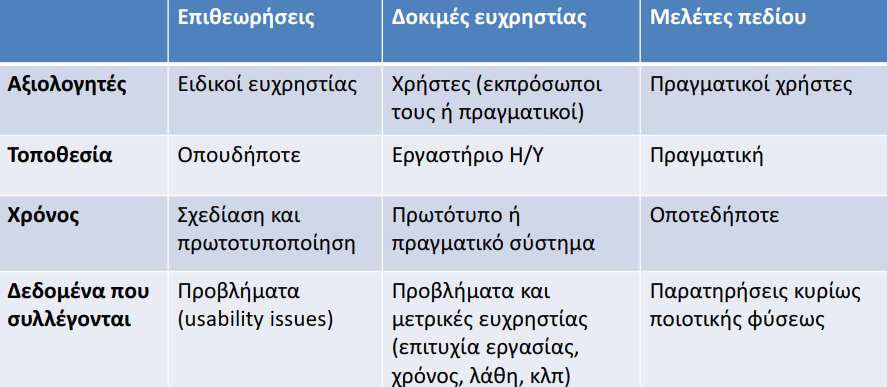 Επιθεωρήσεις Δοκιμές ευχρηστίας Μελέτες πεδίου
Αξιολογητές Ειδικοί ευχρηστίας Χρήστες (εκπρόσωποι Πραγματικοί χρήστες
τους ή πραγματικοί)
Τοποθεσία Οπουδήποτε Εργαστήριο Η/Υ Πραγματική
Χρόνος Σχεδίαση και Πρωτότυπο ή Οποτεδήποτε
πρωτοτυποποίηση πραγματικό σύστημα
Δεδομένα που Προβλήματα Προβλήματα και Παρατηρήσεις κυρίως
συλλέγονται (usability issues) μετρικές ευχρηστίας ποιοτικής φύσεως
(επιτυχία εργασίας,
χρόνος, λάθη, κλπ)